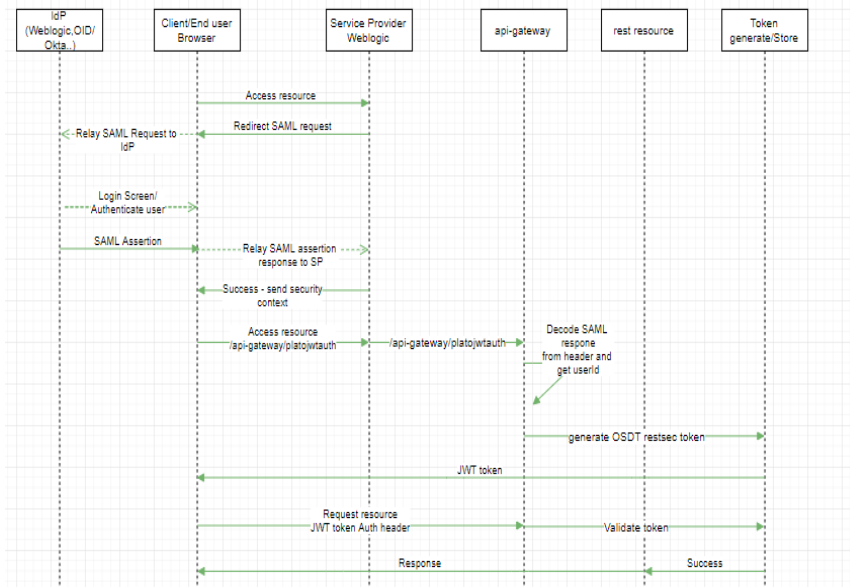 IdP
(Weblogic,OID/
Okta..)
Client/End user
Browser
Service Provider
Weblogic
api-gateway
rest resource
Token
generate/Store
Access resource
Redirect SAML request
Relay SAML Request to
IdP
Login Screen/
Authenticate user
SAML Assertion
Relay SAML assertion
response to SP
Success - send security
context
Access resource
/api-gateway/platojwtauth
/api-gateway/platojwtauth
Decode SAML
respone
from header and
get userId
generate OSDT restsec token
JWT token
Request resource
JWT token Auth header
Validate token
Response
Success